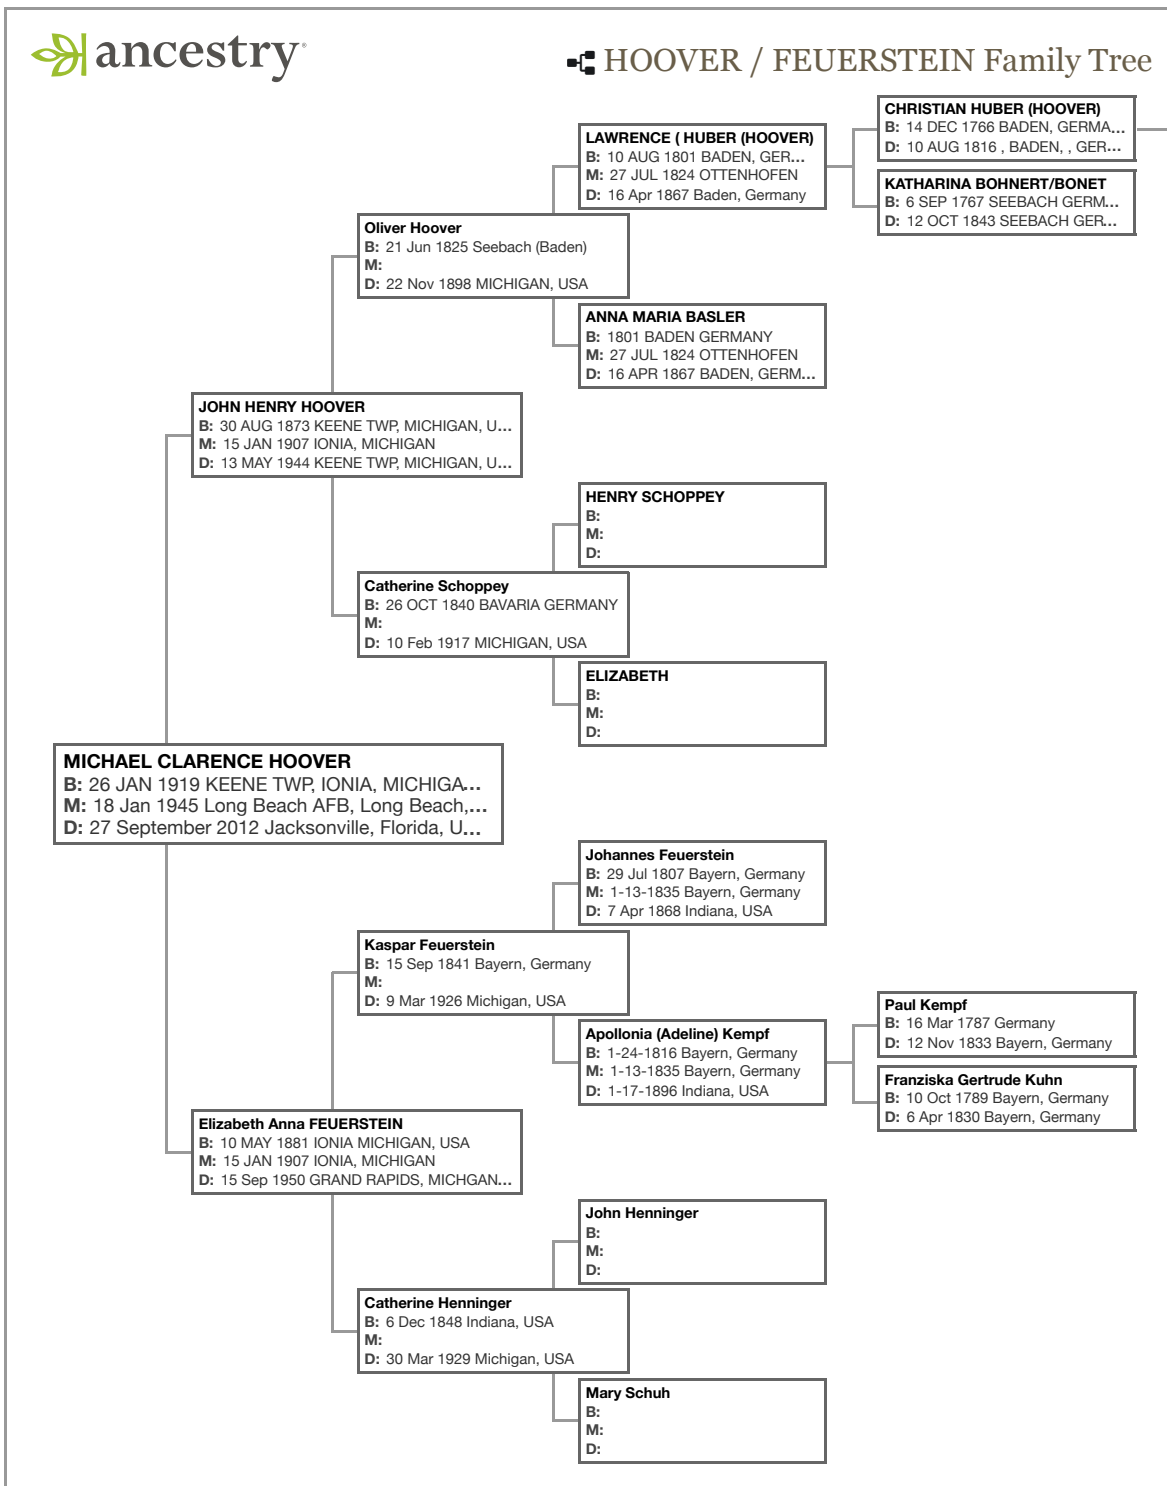 ancestry
HOOVER / FEUERSTEIN Family Tree
CHRISTIAN HUBER (HOOVER)
B: 14 DEC 1766 BADEN, GERMA...
D: 10 AUG 1816 , BADEN, , GER...
LAWRENCE ( HUBER (HOOVER)
B: 10 AUG 1801 BADEN, GER...
M: 27 JUL 1824 OTTENHOFEN
D: 16 Apr 1867 Baden, Germany
KATHARINA BOHNERT/BONET
B: 6 SEP 1767 SEEBACH GERM...
D: 12 OCT 1843 SEEBACH GER...
Oliver Hoover
B: 21 Jun 1825 Seebach (Baden)
M:
D: 22 Nov 1898 MICHIGAN, USA
ANNA MARIA BASLER
B: 1801 BADEN GERMANY
M: 27 JUL 1824 OTTENHOFEN
D: 16 APR 1867 BADEN, GERM...
JOHN HENRY HOOVER
B: 30 AUG 1873 KEENE TWP, MICHIGAN, U...
M: 15 JAN 1907 IONIA, MICHIGAN
D: 13 MAY 1944 KEENE TWP, MICHIGAN, U...
HENRY SCHOPPEY
B:
M:
D:
Catherine Schoppey
B: 26 OCT 1840 BAVARIA GERMANY
M:
D: 10 Feb 1917 MICHIGAN, USA
ELIZABETH
B:
M:
D:
MICHAEL CLARENCE HOOVER
B: 26 JAN 1919 KEENE TWP, IONIA, MICHIGA...
M: 18 Jan 1945 Long Beach AFB, Long Beach,...
D: 27 September 2012 Jacksonville, Florida, U...
Johannes Feuerstein
B: 29 Jul 1807 Bayern, Germany
M: 1-13-1835 Bayern, Germany
D: 7 Apr 1868 Indiana, USA
Kaspar Feuerstein
B: 15 Sep 1841 Bayern, Germany
M:
D: 9 Mar 1926 Michigan, USA
Paul Kempf
B: 16 Mar 1787 Germany
D: 12 Nov 1833 Bayern, Germany
Apollonia (Adeline) Kempf
B: 1-24-1816 Bayern, Germany
M: 1-13-1835 Bayern, Germany
D: 1-17-1896 Indiana, USA
Franziska Gertrude Kuhn
B: 10 Oct 1789 Bayern, Germany
D: 6 Apr 1830 Bayern, Germany
Elizabeth Anna FEUERSTEIN
B: 10 MAY 1881 IONIA MICHIGAN, USA
M: 15 JAN 1907 IONIA, MICHIGAN
D: 15 Sep 1950 GRAND RAPIDS, MICHGAN...
John Henninger
B:
M:
D:
Catherine Henninger
B: 6 Dec 1848 Indiana, USA
M:
D: 30 Mar 1929 Michigan, USA
Mary Schuh
B:
M:
D: